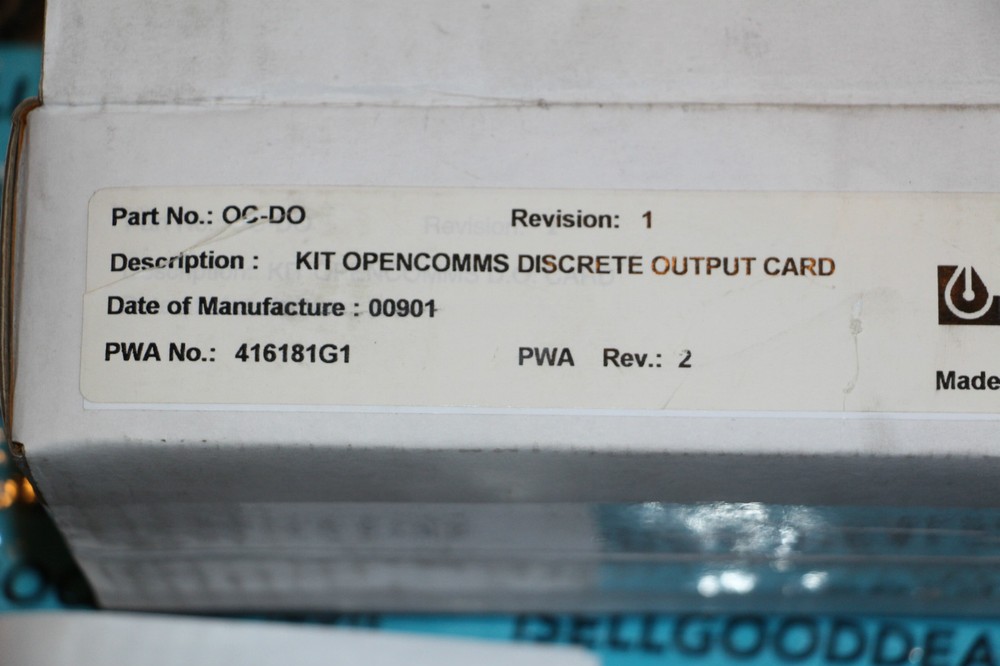 Part No.: OC-DO Revision: 1
Description : KIT OPENCOMMS DISCRETE OUTPUT CARD
Date of Manufacture : 00901
PWA No.: 416181G1 PWA Rev.: 2
Made
ISELLGOODDEA